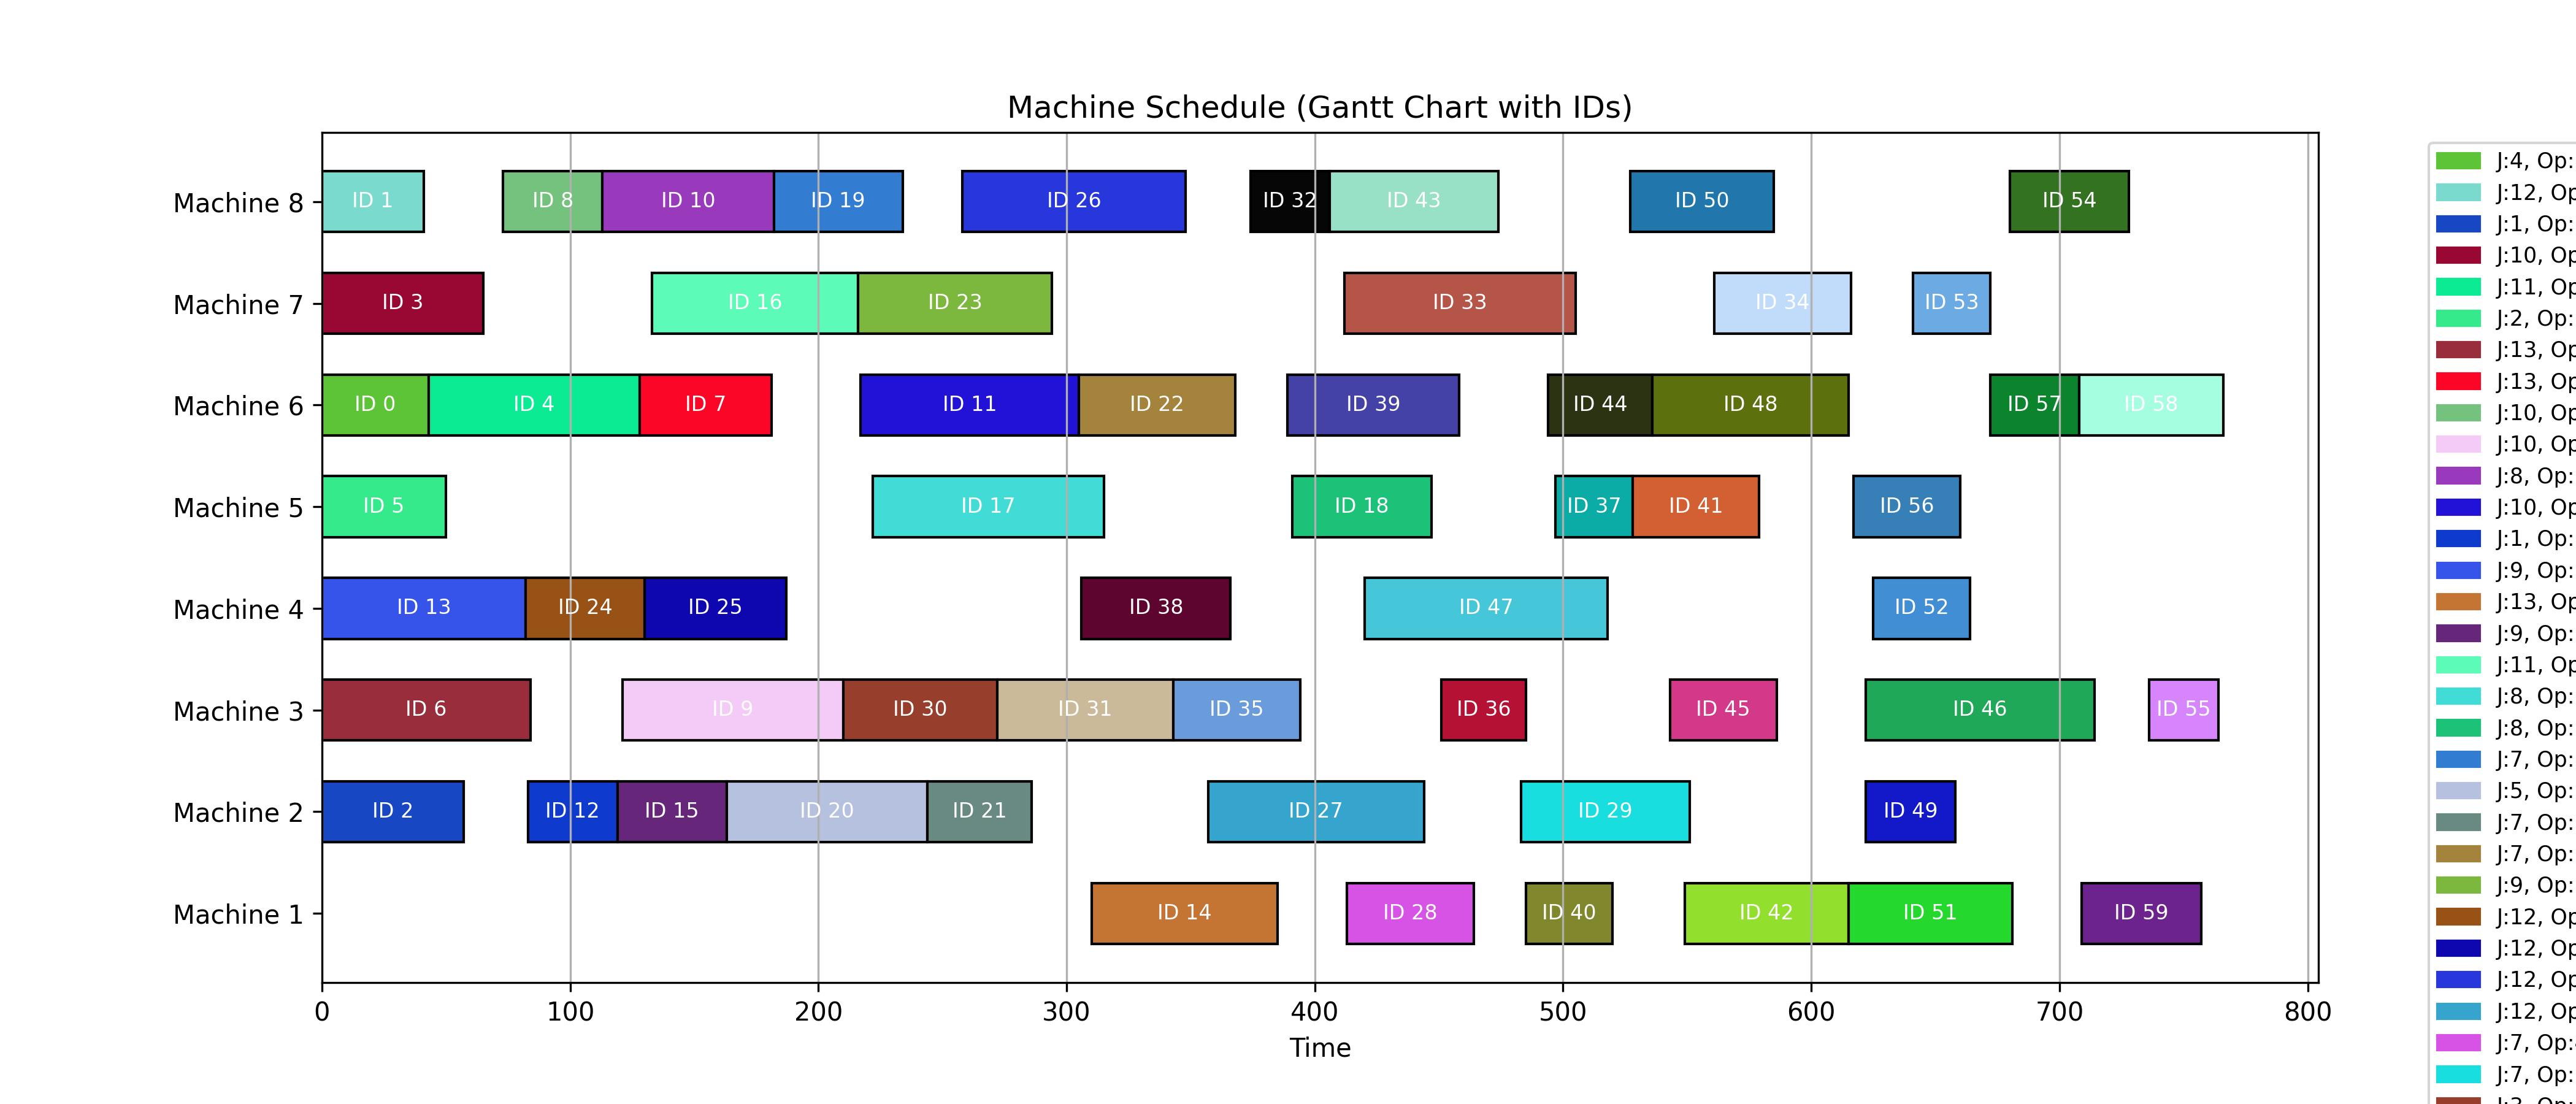 Machine Schedule (Gantt Chart with IDs)
Machine 8
ID 1
ID 8
ID 10
ID 19
ID 26
ID 32
ID 43
ID 50
ID 54
Machine 7
ID 3
ID 16
ID 23
ID 33
ID 34
ID 53
Machine 6
ID 0
ID 4
ID 7
ID 11
ID 22
ID 39
ID 44
ID 48
ID 57
ID 58
Machine 5
ID 5
ID 17
ID 18
ID 37
ID 41
ID 56
Machine 4
ID 13
ID 24
ID 25
ID 38
ID 47
ID 52
Machine 3
ID 6
ID 9
ID 30
ID 31
ID 35
ID 36
ID 45
ID 46
ID 55
Machine 2
ID 2
ID 12
ID 15
ID 20
ID 21
ID 27
ID 29
ID 49
Machine 1
ID 14
ID 28
ID 40
ID 42
ID 51
ID 59
0 100 200 300 400 500 600 700 800
Time
J:4, Op:
J:12, Op
J:1, Op:
J:10, Op
J:11, Op
J:2, Op:
J:13, Op
J:13, Op
J:10, Op
J:10, Op
J:8, Op:
J:10, Op
J:1, Op:
J:9, Op:
J:13, Op
J:9, Op:
J:11, Op
J:8, Op:
J:8, Op:
J:7, Op:
J:5, Op:
J:7, Op:
J:7, Op:
J:9, Op:
J:12, Op
J:12, Op
J:12, Op
J:12, Op
J:7, Op:
J:7, Op: